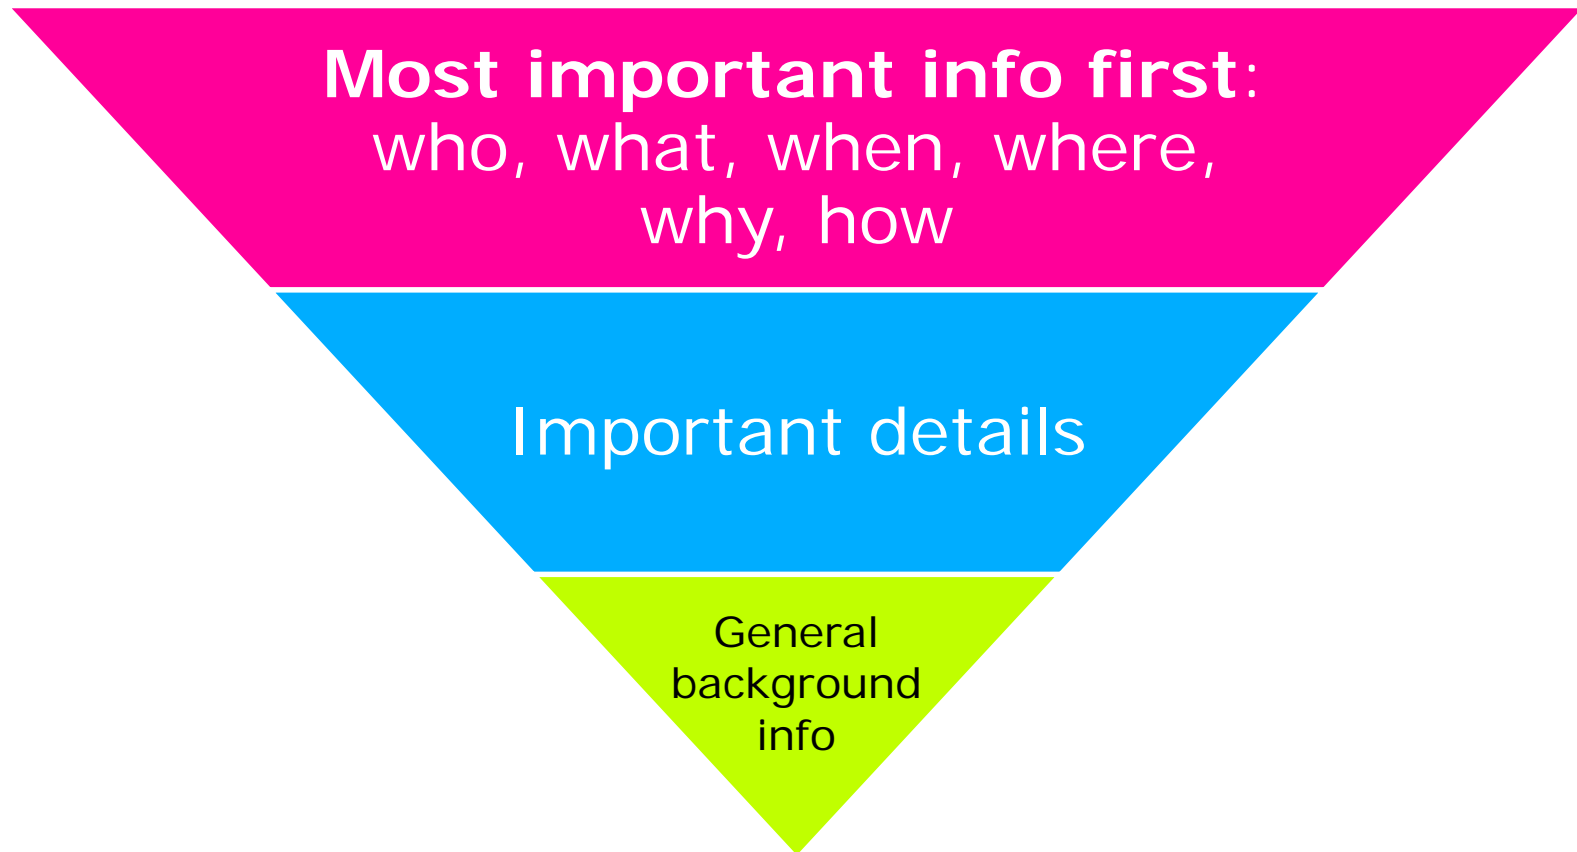 Most important info first:
who, what, when, where,
why, how
Important details
General
background
info